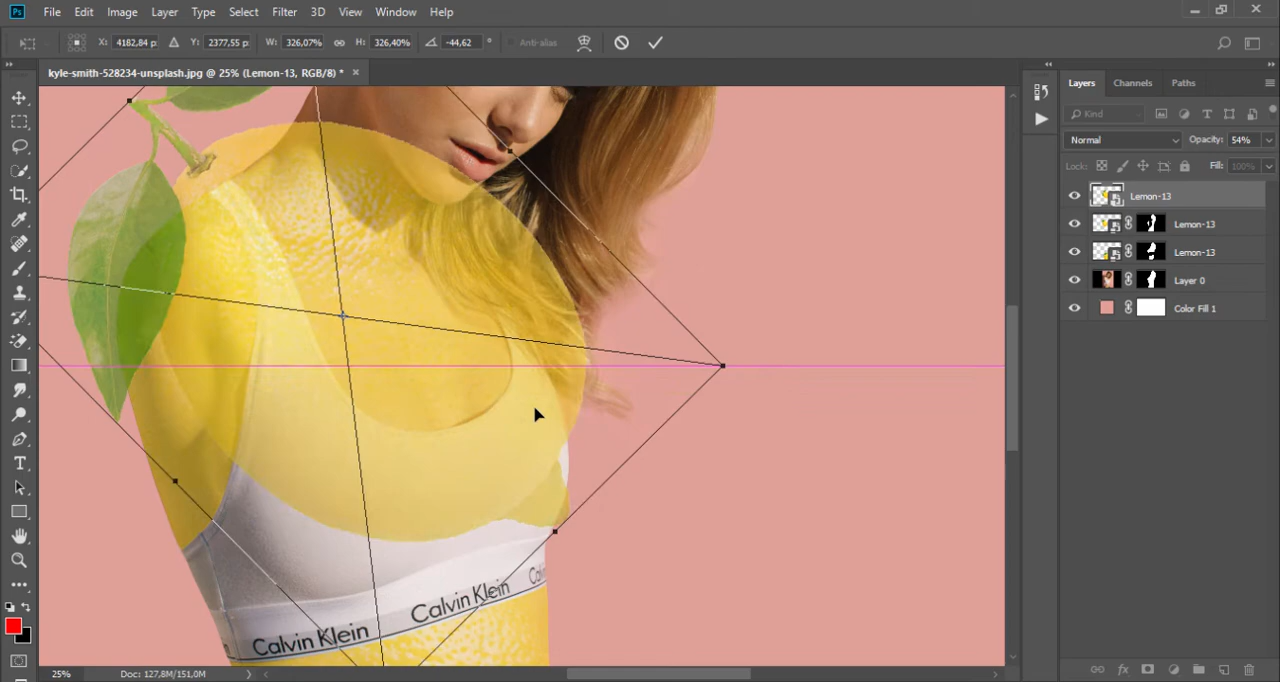 Ps File Edit Image Layer Type Select Filter 3D View Window Help
X: 4182,84 p Y: 2377,55 p W: 326,07% H: 326,40% -44,62 ° Anti-alias
kyle-smith-528234-unsplash.jpg @ 25% (Lemon-13, RGB/8) * ×
Layers Channels Paths
Kind
Normal Opacity: 54%
Lock: Fill: 100%
Lemon-13
Lemon-13
Lemon-13
Layer 0
Color Fill 1
Calvin Klein Calvin Klein
25% Doc: 127,8M/151,0M
fx